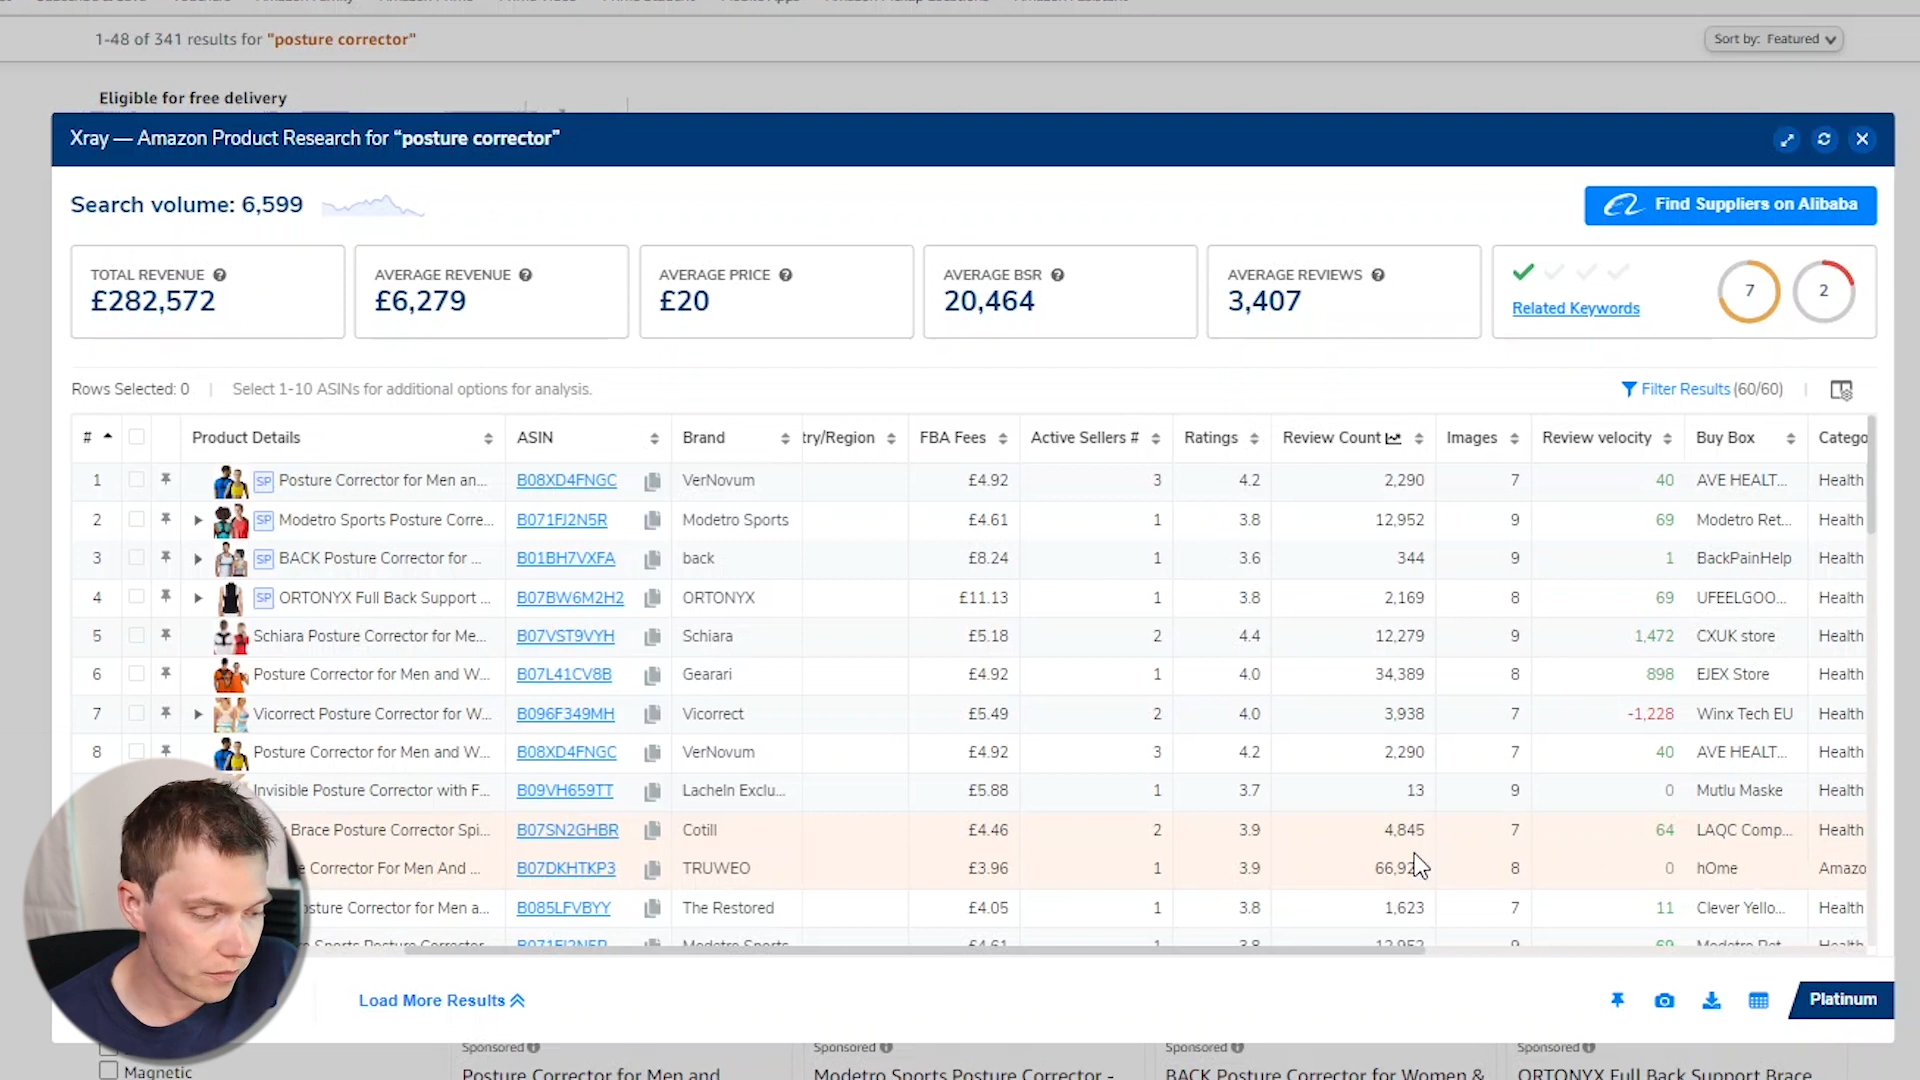 1-48 of 341 results for "posture corrector"
Sort by: Featured
Eligible for free delivery
Xray — Amazon Product Research for “posture corrector”
Search volume: 6,599
Find Suppliers on Alibaba
TOTAL REVENUE
£282,572
AVERAGE REVENUE
£6,279
AVERAGE PRICE
£20
AVERAGE BSR
20,464
AVERAGE REVIEWS
3,407
Related Keywords
7
2
Rows Selected: 0 | Select 1-10 ASINs for additional options for analysis.
Filter Results (60/60)
# Product Details ASIN Brand try/Region FBA Fees Active Sellers # Ratings Review Count Images Review velocity Buy Box Catego
1 SP Posture Corrector for Men an... B08XD4FNGC VerNovum £4.92 3 4.2 2,290 7 40 AVE HEALT... Health
2 SP Modetro Sports Posture Corre... B071FJ2N5R Modetro Sports £4.61 1 3.8 12,952 9 69 Modetro Ret... Health
3 SP BACK Posture Corrector for ... B01BH7VXFA back £8.24 1 3.6 344 9 1 BackPainHelp Health
4 SP ORTONYX Full Back Support ... B07BW6M2H2 ORTONYX £11.13 1 3.8 2,169 8 69 UFEELGOO... Health
5 Schiara Posture Corrector for Me... B07VST9VYH Schiara £5.18 2 4.4 12,279 9 1,472 CXUK store Health
6 Posture Corrector for Men and W... B07L41CV8B Gearari £4.92 1 4.0 34,389 8 898 EJEX Store Health
7 Vicorrect Posture Corrector for W... B096F349MH Vicorrect £5.49 2 4.0 3,938 7 -1,228 Winx Tech EU Health
8 Posture Corrector for Men and W... B08XD4FNGC VerNovum £4.92 3 4.2 2,290 7 40 AVE HEALT... Health
Invisible Posture Corrector with F... B09VH659TT Lacheln Exclu... £5.88 1 3.7 13 9 0 Mutlu Maske Health
Brace Posture Corrector Spi... B07SN2GHBR Cotill £4.46 2 3.9 4,845 7 64 LAQC Comp... Health
Corrector For Men And ... B07DKHTKP3 TRUWEO £3.96 1 3.9 8 0 hOme Amazo
Corrector for Men a... B085LFVBYY The Restored £4.05 1 3.8 1,623 7 11 Clever Yello... Health
Load More Results
Platinum
Sponsored Sponsored Sponsored Sponsored
Magnetic
Posture Corrector for Men and Modetro Sports Posture Corrector - BACK Posture Corrector for Women & ORTONYX Full Back Support Brace